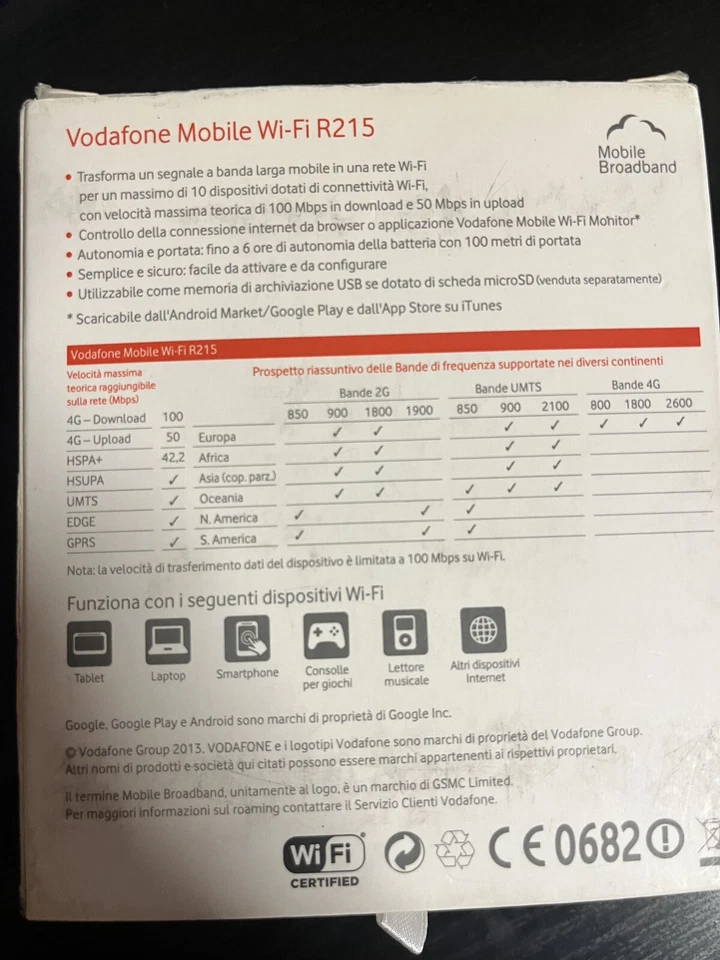 Vodafone Mobile Wi-Fi R215
Mobile
Broadband
• Trasforma un segnale a banda larga mobile in una rete Wi-Fi
per un massimo di 10 dispositivi dotati di connettività Wi-Fi,
con velocità massima teorica di 100 Mbps in download e 50 Mbps in upload
• Controllo della connessione internet da browser o applicazione Vodafone Mobile Wi-Fi Monitor*
• Autonomia e portata: fino a 6 ore di autonomia della batteria con 100 metri di portata
• Semplice e sicuro: facile da attivare e da configurare
• Utilizzabile come memoria di archiviazione USB se dotato di scheda microSD (venduta separatamente)
* Scaricabile dall'Android Market/Google Play e dall'App Store su iTunes
Vodafone Mobile Wi-Fi R215
Velocità massima
teorica raggiungibile
sulla rete (Mbps)
Prospetto riassuntivo delle Bande di frequenza supportate nei diversi continenti
Bande 2G Bande UMTS Bande 4G
850 900 1800 1900 850 900 2100 800 1800 2600
4G – Download 100
4G – Upload 50
HSPA+ 42,2
HSUPA ✓
UMTS ✓
EDGE ✓
GPRS ✓
Europa ✓ ✓ ✓ ✓ ✓ ✓ ✓
Africa ✓ ✓ ✓ ✓
Asia (cop. parz.) ✓ ✓ ✓ ✓
Oceania ✓ ✓ ✓ ✓ ✓
N. America ✓ ✓ ✓
S. America ✓ ✓ ✓
Nota: la velocità di trasferimento dati del dispositivo è limitata a 100 Mbps su Wi-Fi.
Funziona con i seguenti dispositivi Wi-Fi
Tablet
Laptop
Smartphone
Consolle
per giochi
Lettore
musicale
Altri dispositivi
Internet
Google, Google Play e Android sono marchi di proprietà di Google Inc.
© Vodafone Group 2013. VODAFONE e i logotipi Vodafone sono marchi di proprietà del Vodafone Group.
Altri nomi di prodotti e società qui citati possono essere marchi appartenenti ai rispettivi proprietari.
Il termine Mobile Broadband, unitamente al logo, è un marchio di GSMC Limited.
Per maggiori informazioni sul roaming contattare il Servizio Clienti Vodafone.
Wi Fi ®
CERTIFIED
CE0682